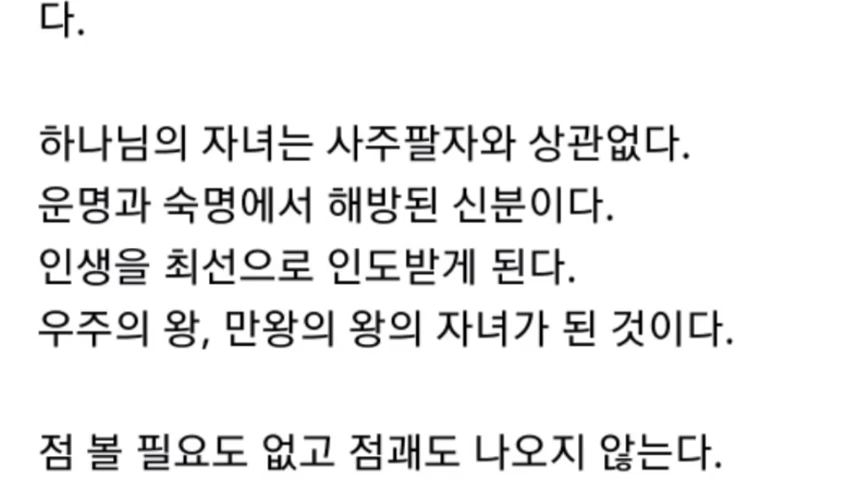 다.
하나님의 자녀는 사주팔자와 상관없다.
운명과 숙명에서 해방된 신분이다.
인생을 최선으로 인도받게 된다.
우주의 왕, 만왕의 왕의 자녀가 된 것이다.
점 볼 필요도 없고 점괘도 나오지 않는다.